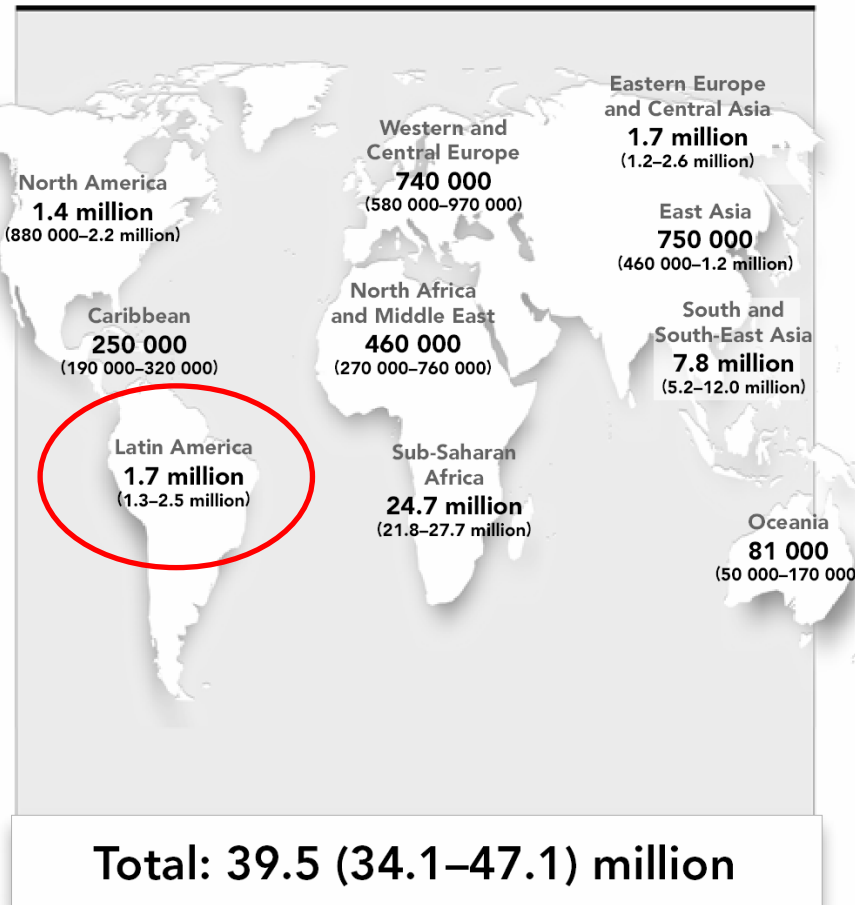 Eastern Europe
and Central Asia
1.7 million
(1.2–2.6 million)
Western and
Central Europe
740 000
(580 000–970 000)
North America
1.4 million
(880 000–2.2 million)
East Asia
750 000
(460 000–1.2 million)
North Africa
and Middle East
460 000
(270 000–760 000)
Caribbean
250 000
(190 000–320 000)
South and
South-East Asia
7.8 million
(5.2–12.0 million)
Latin America
1.7 million
(1.3–2.5 million)
Sub-Saharan
Africa
24.7 million
(21.8–27.7 million)
Oceania
81 000
(50 000–170 000
Total: 39.5 (34.1–47.1) million